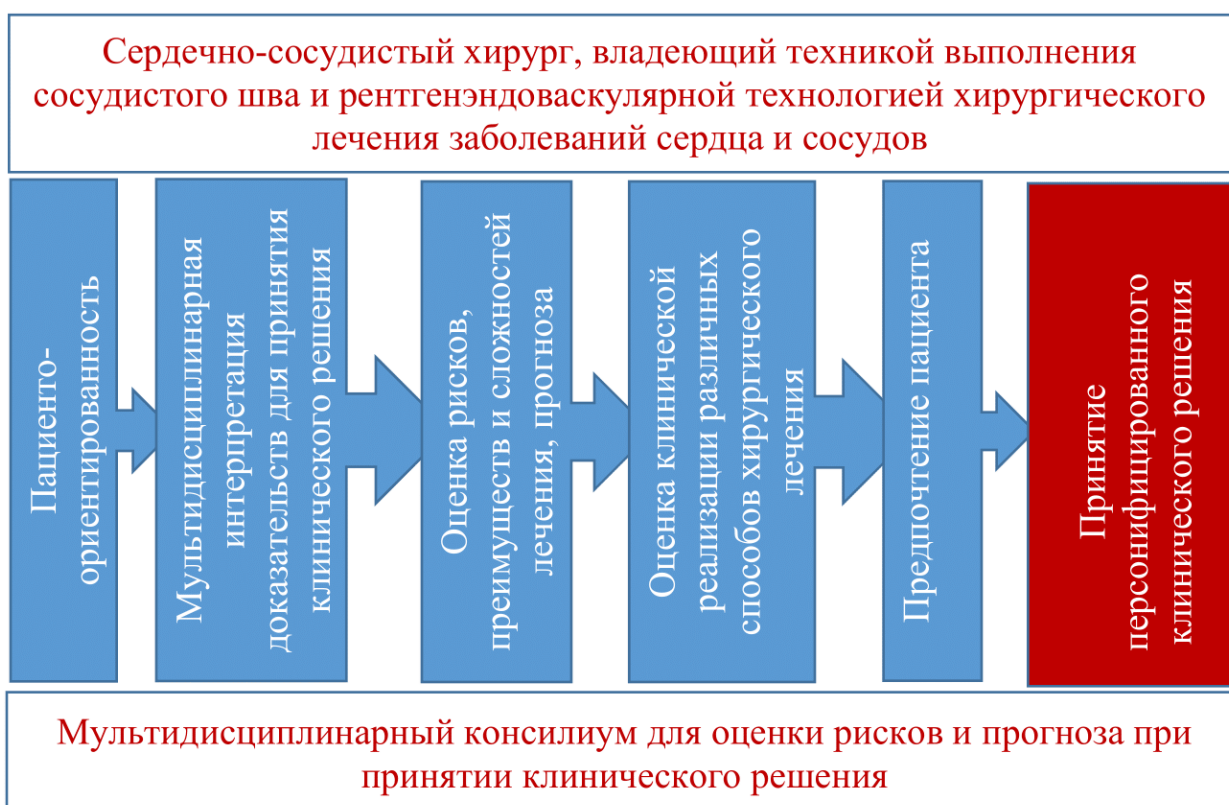 Сердечно-сосудистый хирург, владеющий техникой выполнения
сосудистого шва и рентгенэндоваскулярной технологией хирургического
лечения заболеваний сердца и сосудов
Пациенто-
ориентированность
Мультидисциплинарная
интерпретация
доказательств для принятия
клинического решения
Оценка рисков,
преимуществ и сложностей
лечения, прогноза
Оценка клинической
реализации различных
способов хирургического
лечения
Предпочтение пациента
Принятие
персонифицированного
клинического решения
Мультидисциплинарный консилиум для оценки рисков и прогноза при
принятии клинического решения